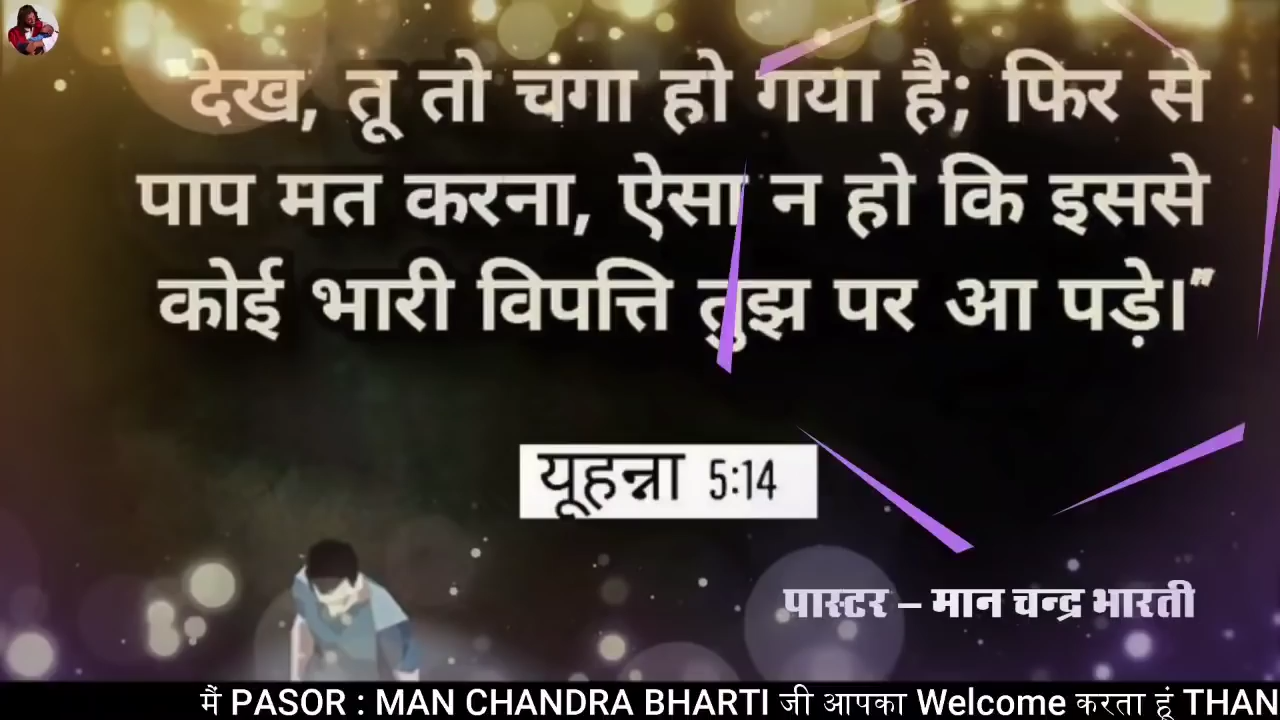 "देख, तू तो चगा हो गया है; फिर से
पाप मत करना, ऐसा न हो कि इससे
कोई भारी विपत्ति तुझ पर आ पड़े।"
यूहन्ना 5:14
पास्टर – मान चन्द्र भारती
मैं PASOR : MAN CHANDRA BHARTI जी आपका Welcome करता हूं THAN